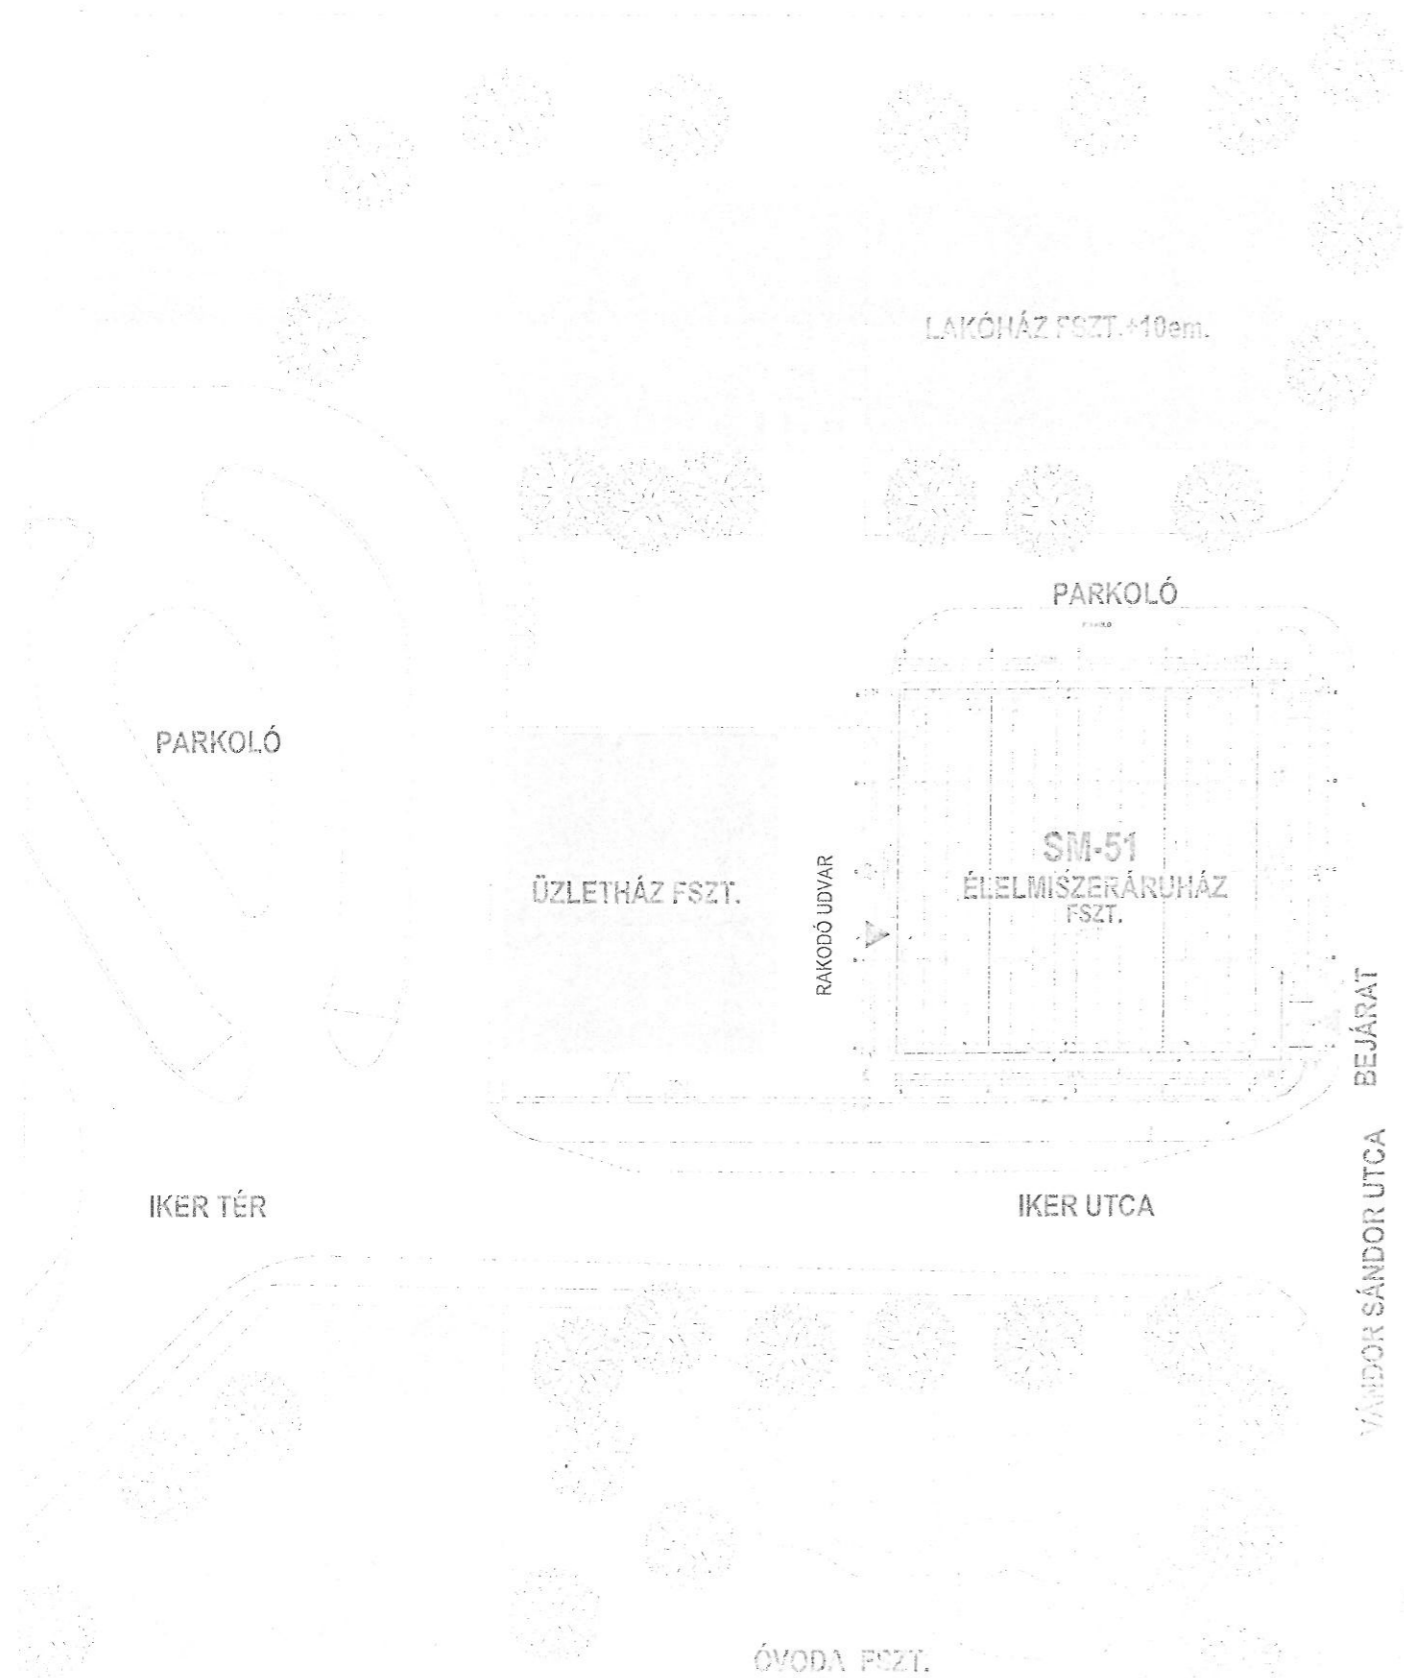 LAKÓHÁZ FSZT.+10em.
PARKOLÓ
PARKOLÓ
SM-51
ÉLELMISZERÁRUHÁZ
FSZT.
ÜZLETHÁZ FSZT.
RAKODÓ UDVAR
BEJÁRAT
IKER TÉR
IKER UTCA
VÁNDOR SÁNDOR UTCA
ÓVODA FSZT.